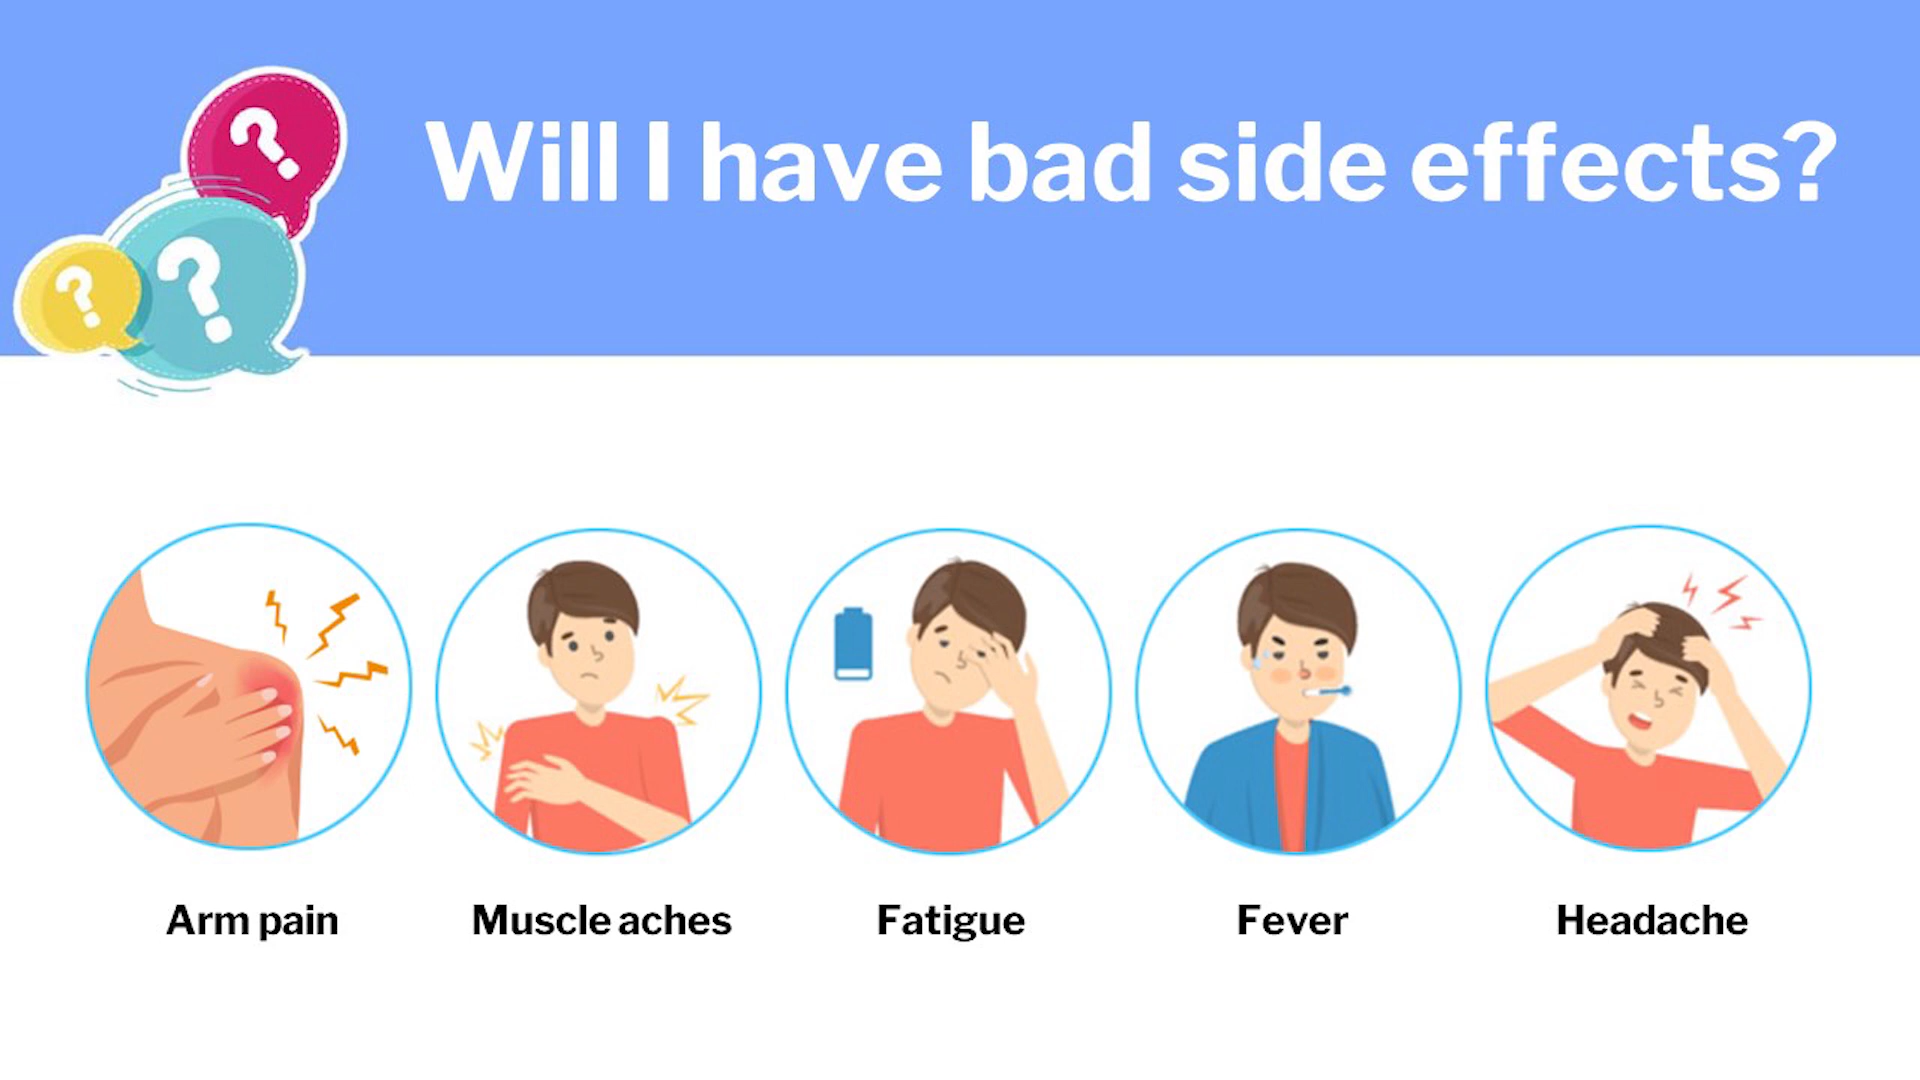 Will I have bad side effects?
Arm pain
Muscle aches
Fatigue
Fever
Headache